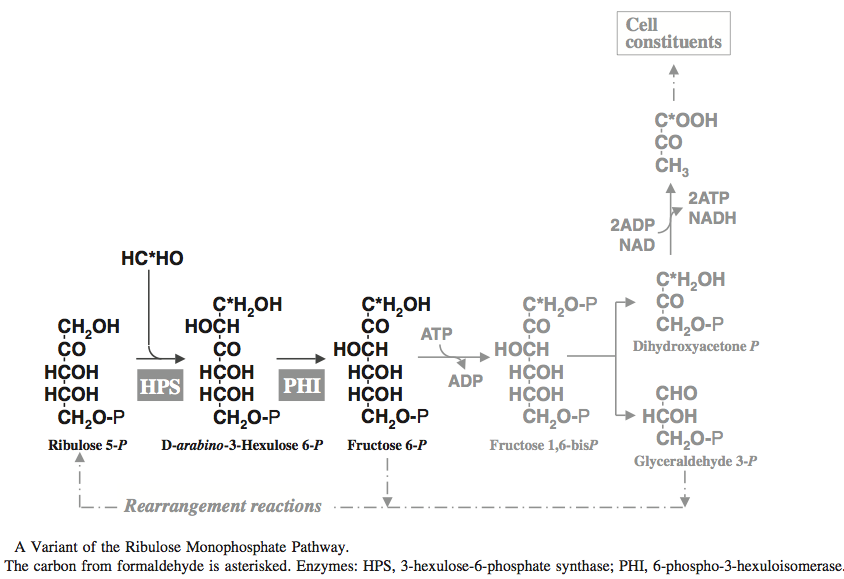 Cell
constituents
C*OOH
CO
CH3
2ATP
NADH
2ADP
NAD
HC*HO
CH2OH
CO
HCOH
HCOH
CH2O-P
Ribulose 5-P
HPS
C*H2OH
HOCH
CO
HCOH
HCOH
CH2O-P
D-arabino-3-Hexulose 6-P
PHI
C*H2OH
CO
HOCH
HCOH
HCOH
CH2O-P
Fructose 6-P
ATP
ADP
C*H2O-P
CO
HOCH
HCOH
HCOH
CH2O-P
Fructose 1,6-bisP
C*H2OH
CO
CH2O-P
Dihydroxyacetone P
CHO
HCOH
CH2O-P
Glyceraldehyde 3-P
Rearrangement reactions
A Variant of the Ribulose Monophosphate Pathway.
The carbon from formaldehyde is asterisked. Enzymes: HPS, 3-hexulose-6-phosphate synthase; PHI, 6-phospho-3-hexuloisomerase.